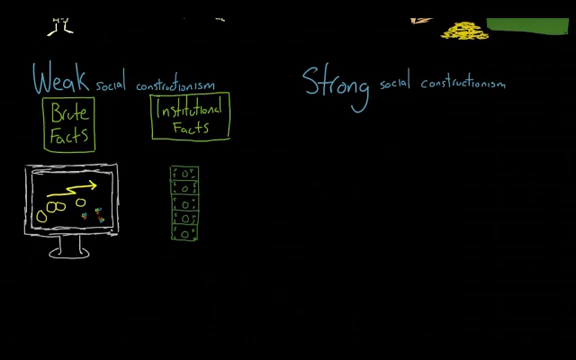 Weak social constructionism
Strong social constructionism
Brute
Facts
Institutional
Facts